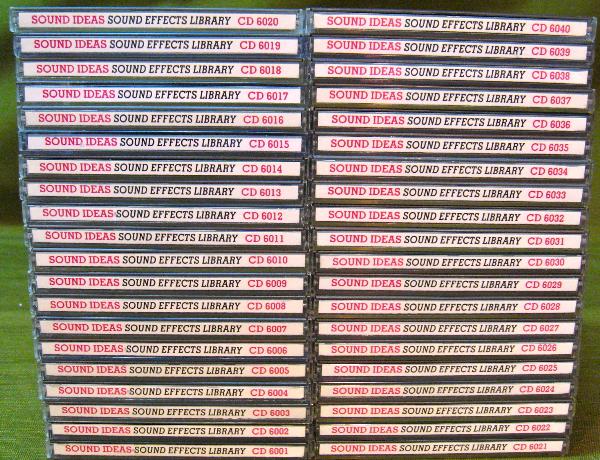 SOUND IDEAS SOUND EFFECTS LIBRARY CD 6020
SOUND IDEAS SOUND EFFECTS LIBRARY CD 6019
SOUND IDEAS SOUND EFFECTS LIBRARY CD 6018
SOUND IDEAS SOUND EFFECTS LIBRARY CD 6017
SOUND IDEAS SOUND EFFECTS LIBRARY CD 6016
SOUND IDEAS SOUND EFFECTS LIBRARY CD 6015
SOUND IDEAS SOUND EFFECTS LIBRARY CD 6014
SOUND IDEAS SOUND EFFECTS LIBRARY CD 6013
SOUND IDEAS SOUND EFFECTS LIBRARY CD 6012
SOUND IDEAS SOUND EFFECTS LIBRARY CD 6011
SOUND IDEAS SOUND EFFECTS LIBRARY CD 6010
SOUND IDEAS SOUND EFFECTS LIBRARY CD 6009
SOUND IDEAS SOUND EFFECTS LIBRARY CD 6008
SOUND IDEAS SOUND EFFECTS LIBRARY CD 6007
SOUND IDEAS SOUND EFFECTS LIBRARY CD 6006
SOUND IDEAS SOUND EFFECTS LIBRARY CD 6005
SOUND IDEAS SOUND EFFECTS LIBRARY CD 6004
SOUND IDEAS SOUND EFFECTS LIBRARY CD 6003
SOUND IDEAS SOUND EFFECTS LIBRARY CD 6002
SOUND IDEAS SOUND EFFECTS LIBRARY CD 6001
SOUND IDEAS SOUND EFFECTS LIBRARY CD 6040
SOUND IDEAS SOUND EFFECTS LIBRARY CD 6039
SOUND IDEAS SOUND EFFECTS LIBRARY CD 6038
SOUND IDEAS SOUND EFFECTS LIBRARY CD 6037
SOUND IDEAS SOUND EFFECTS LIBRARY CD 6036
SOUND IDEAS SOUND EFFECTS LIBRARY CD 6035
SOUND IDEAS SOUND EFFECTS LIBRARY CD 6034
SOUND IDEAS SOUND EFFECTS LIBRARY CD 6033
SOUND IDEAS SOUND EFFECTS LIBRARY CD 6032
SOUND IDEAS SOUND EFFECTS LIBRARY CD 6031
SOUND IDEAS SOUND EFFECTS LIBRARY CD 6030
SOUND IDEAS SOUND EFFECTS LIBRARY CD 6029
SOUND IDEAS SOUND EFFECTS LIBRARY CD 6028
SOUND IDEAS SOUND EFFECTS LIBRARY CD 6027
SOUND IDEAS SOUND EFFECTS LIBRARY CD 6026
SOUND IDEAS SOUND EFFECTS LIBRARY CD 6025
SOUND IDEAS SOUND EFFECTS LIBRARY CD 6024
SOUND IDEAS SOUND EFFECTS LIBRARY CD 6023
SOUND IDEAS SOUND EFFECTS LIBRARY CD 6022
SOUND IDEAS SOUND EFFECTS LIBRARY CD 6021